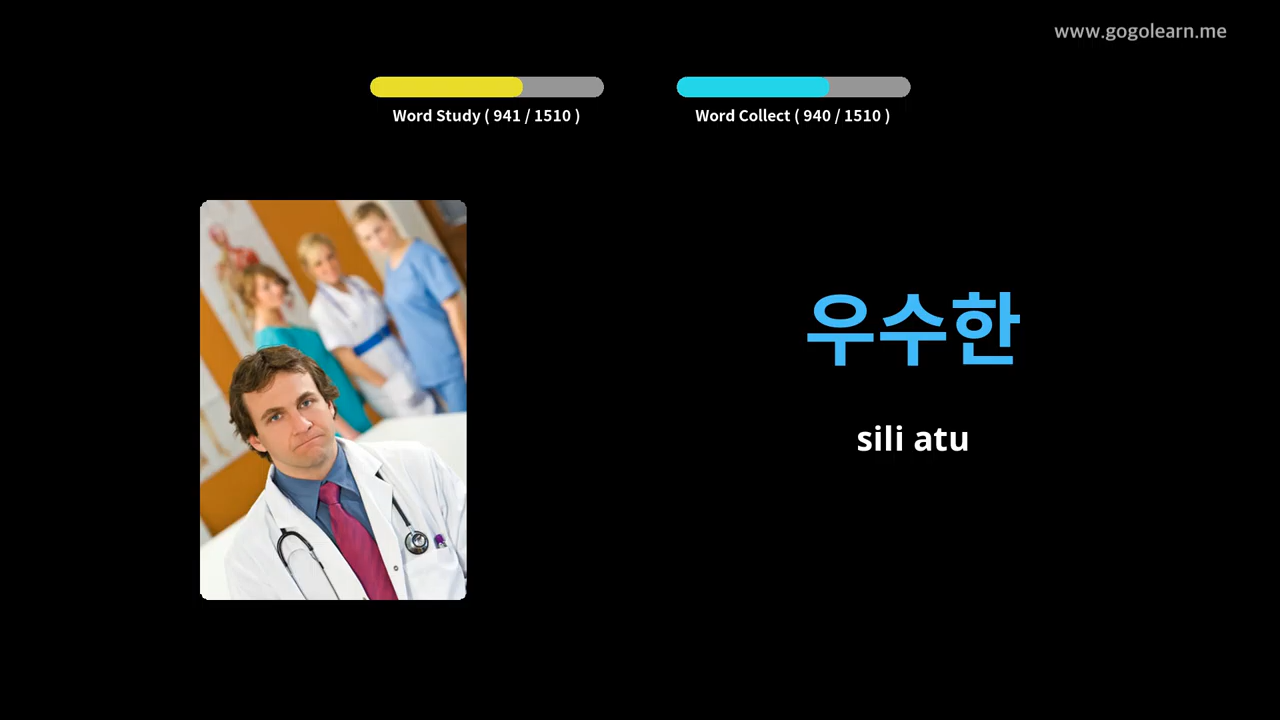 www.gogolearn.me
Word Study ( 941 / 1510 )
Word Collect ( 940 / 1510 )
우수한
sili atu